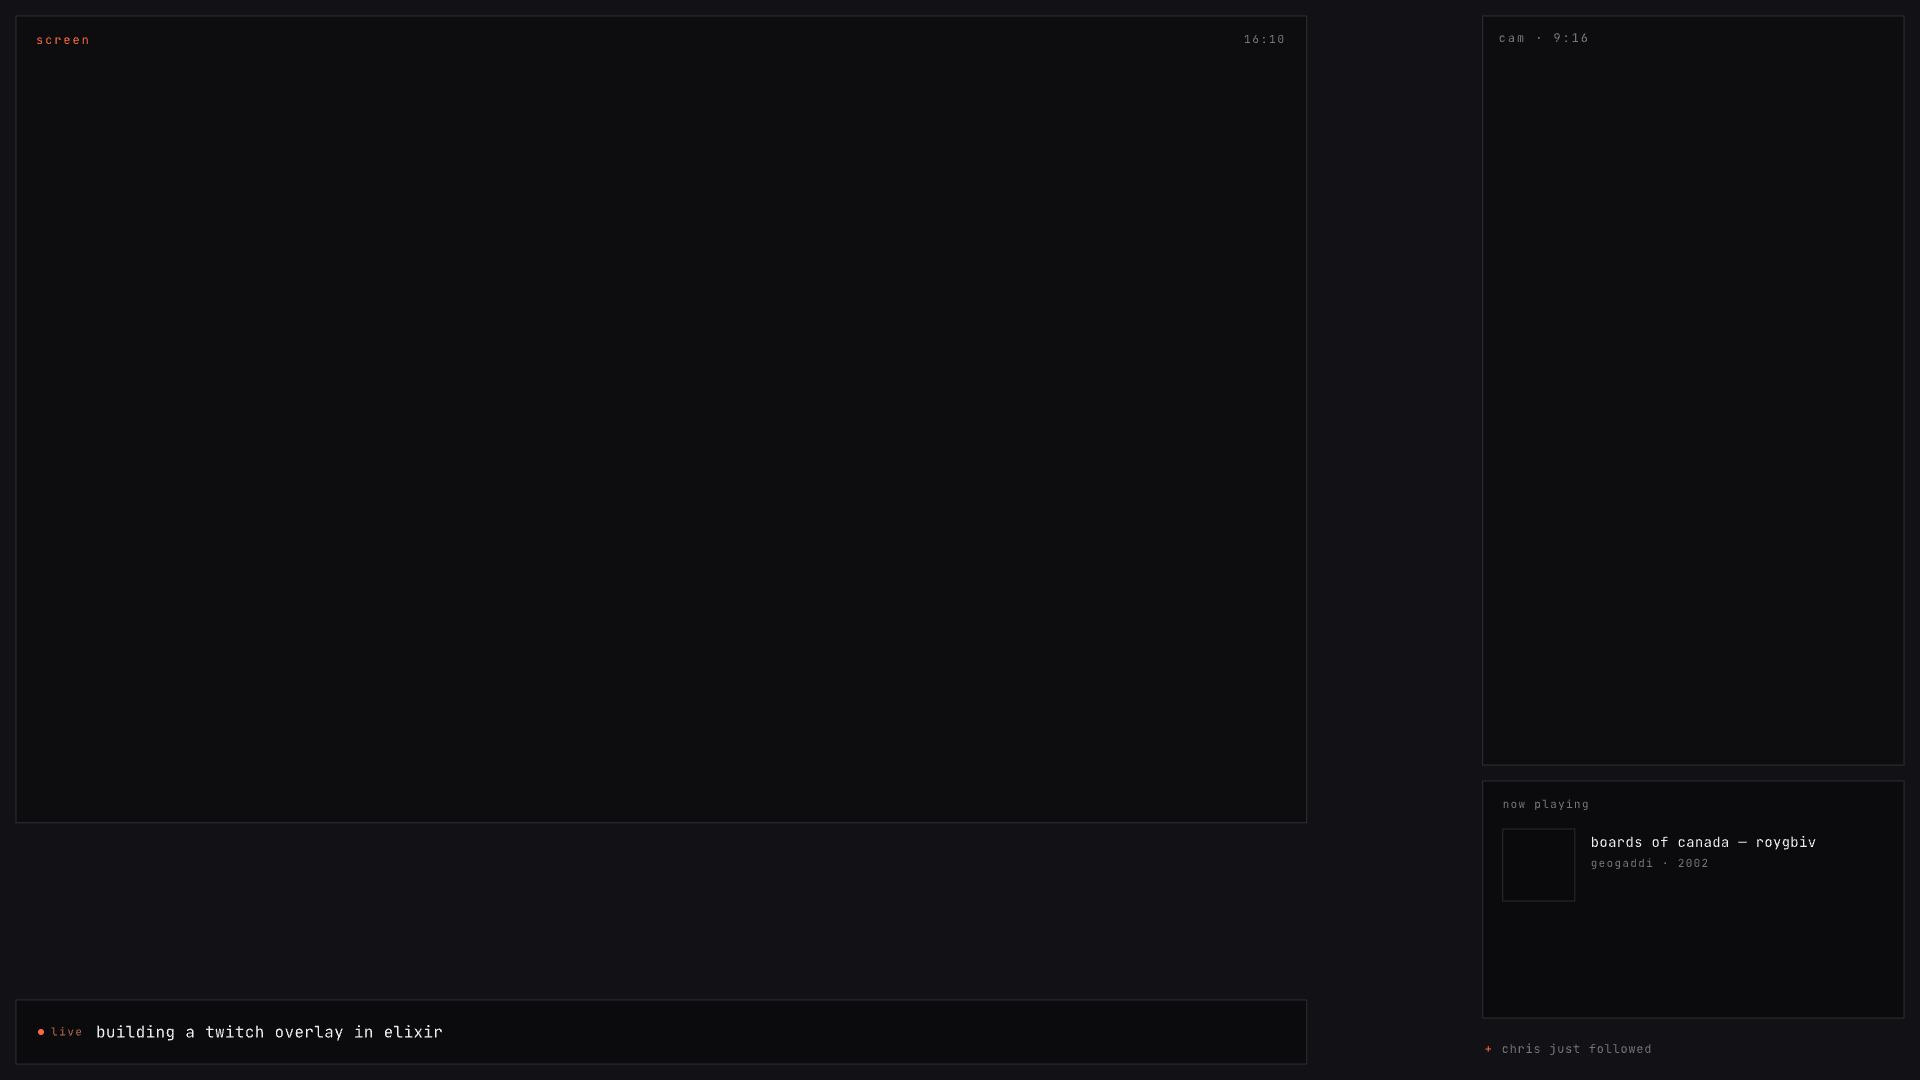 screen
16:10
cam · 9:16
now playing
boards of canada — roygbiv
geogaddi · 2002
live
building a twitch overlay in elixir
+ chris just followed